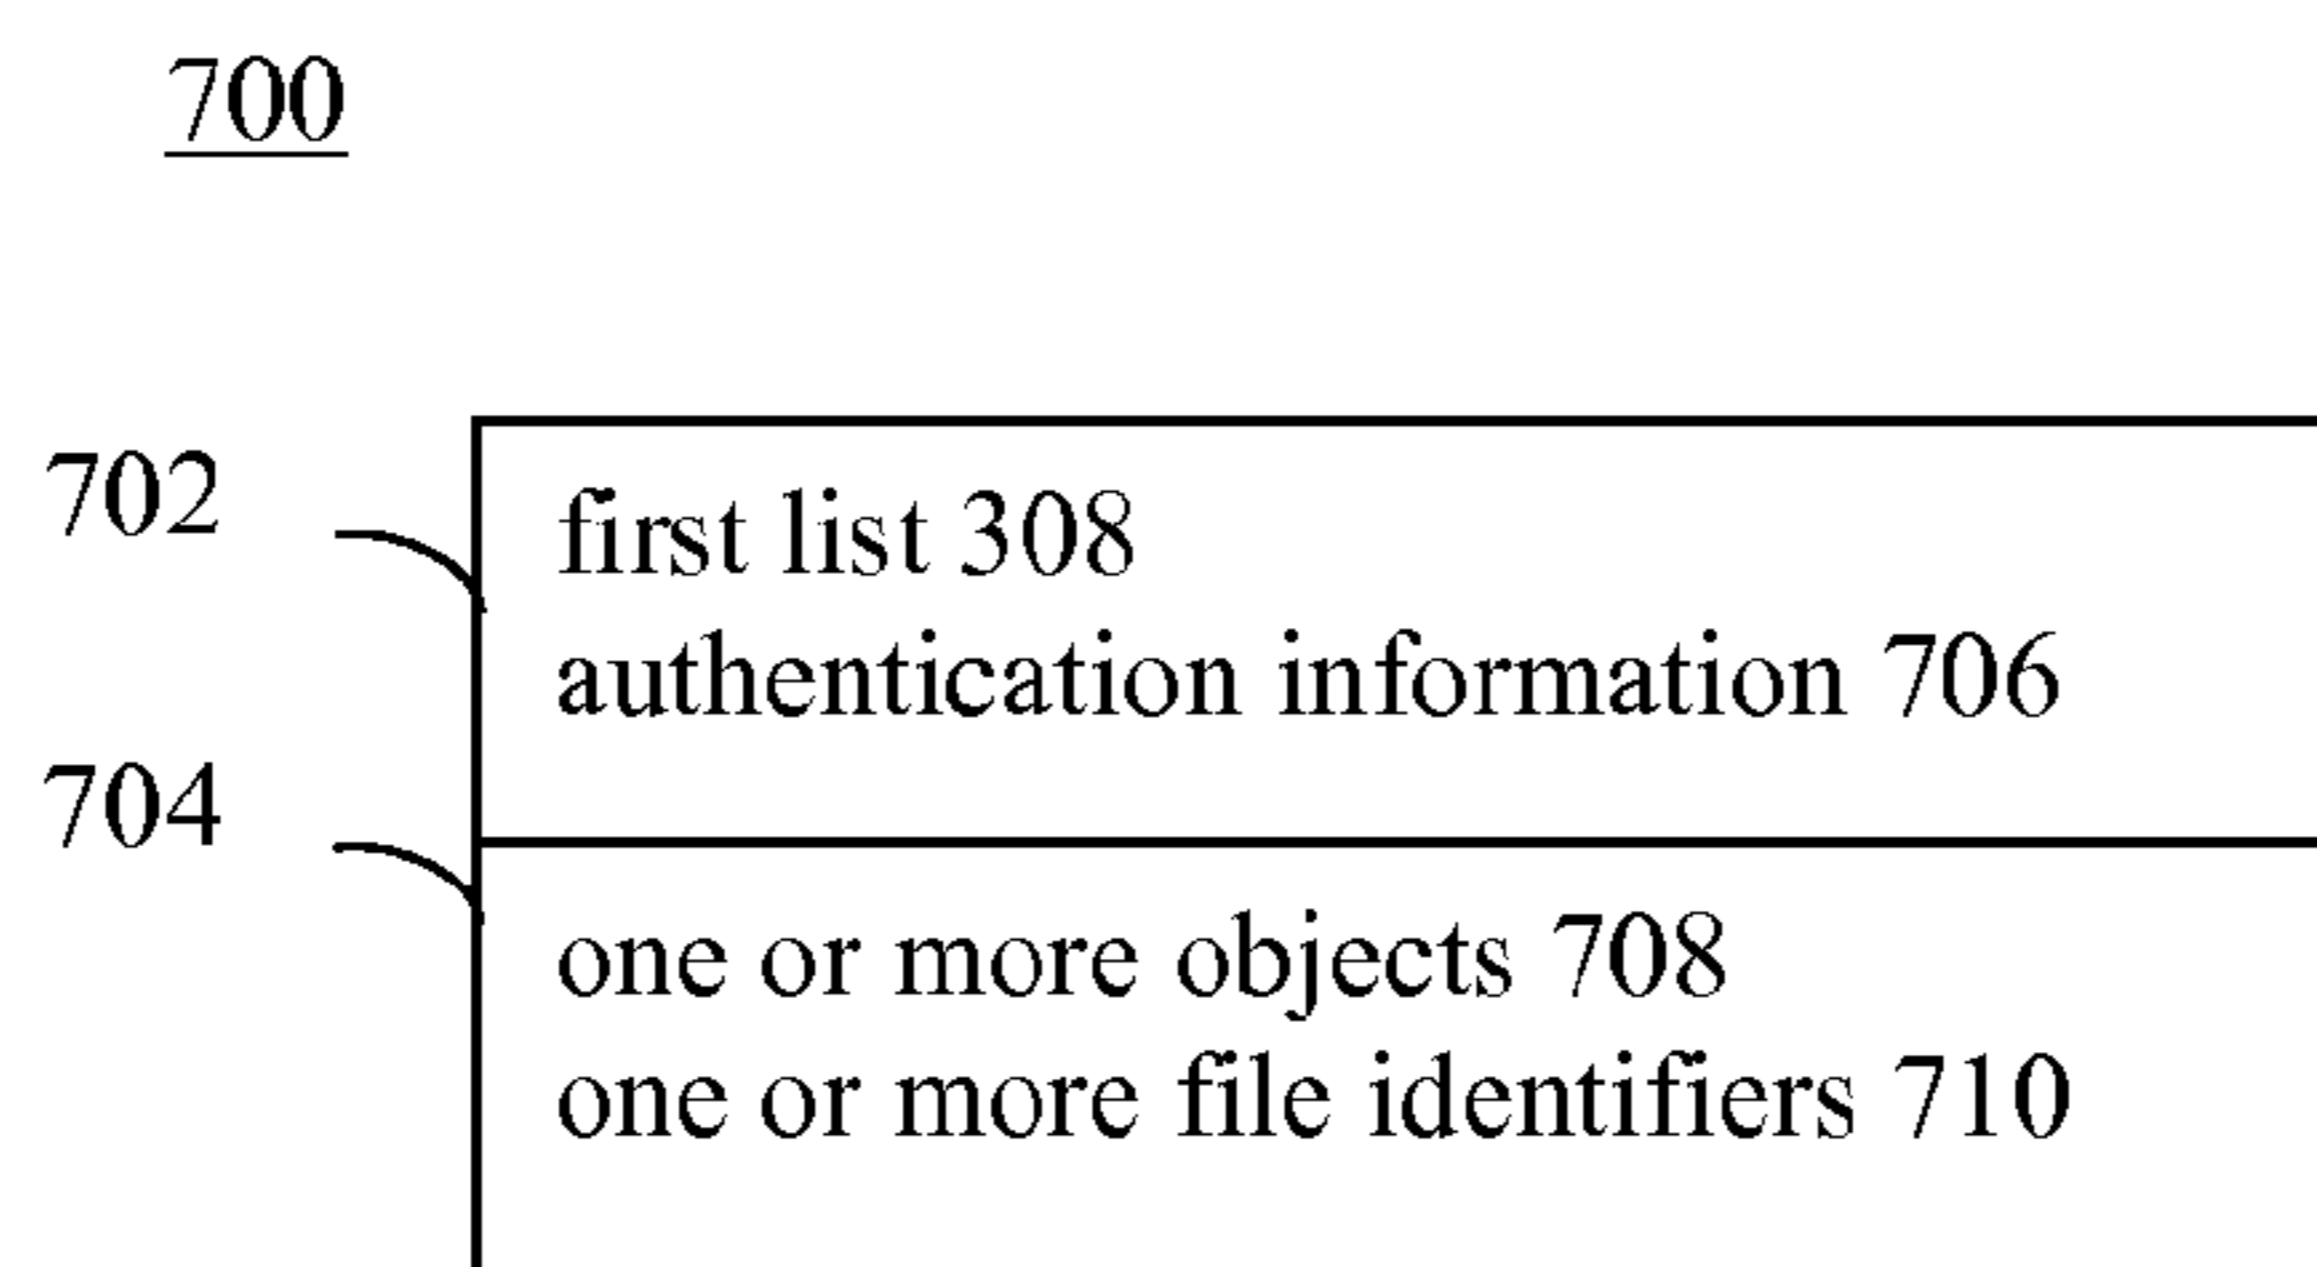 700
702
first list 308
authentication information 706
704
one or more objects 708
one or more file identifiers 710